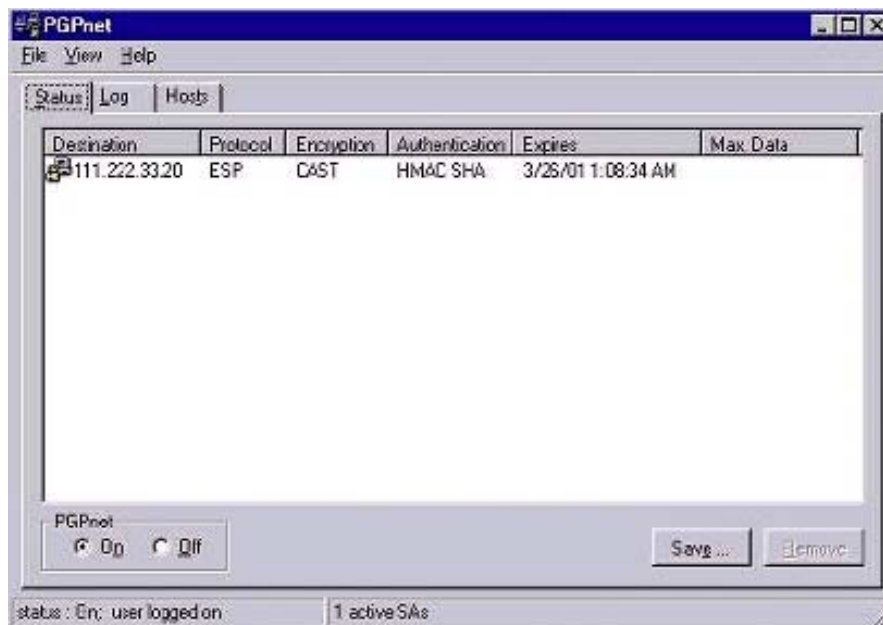 PGPnet
File View Help
Status Log Hosts
Destination Protocol Encryption Authentication Expires Max. Data
111.222.33.20 ESP CAST HMAC SHA 3/26/01 1:08:34 AM
PGPnet
On Off
Save ... Remove
status : On; user logged on 1 active SAs